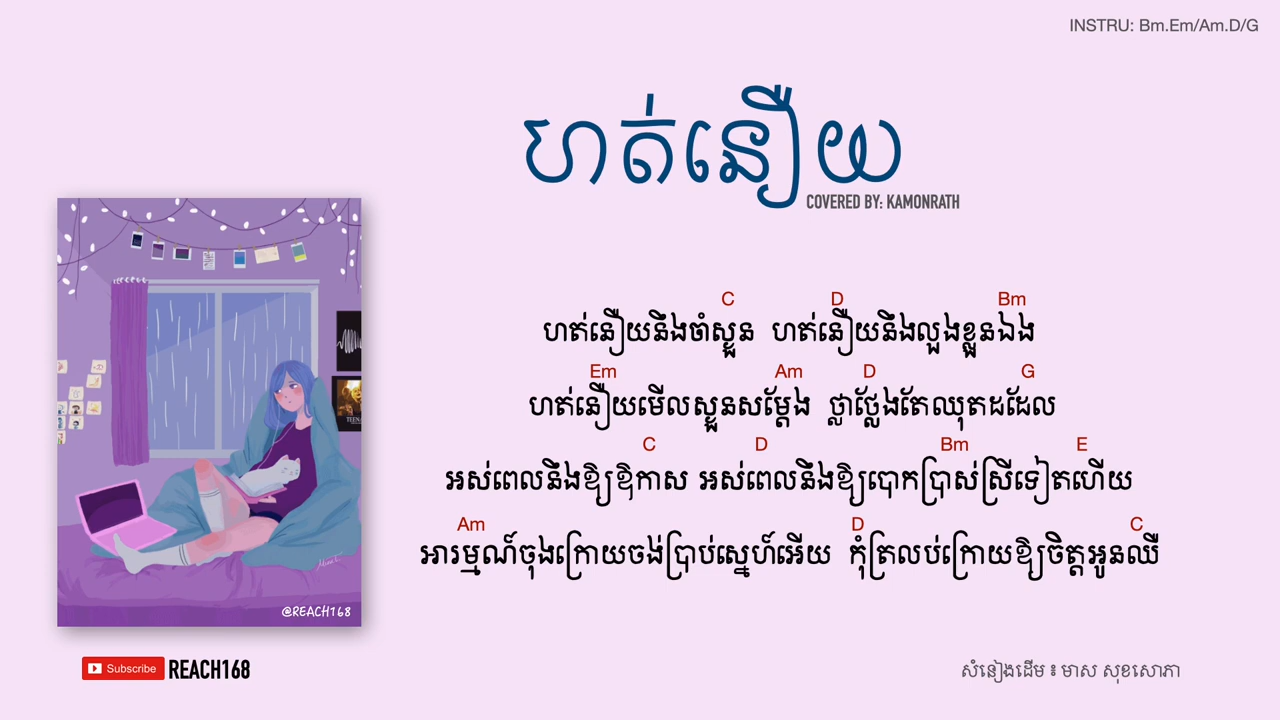 INSTRU: Bm.Em/Am.D/G
ហត់នឿយ
COVERED BY: KAMONRATH
C D Bm
ហត់នឿយនឹងចាំស្ងួន ហត់នឿយនឹងលួងខ្លួនឯង
Em Am D G
ហត់នឿយមើលស្ងួនសម្ដែង ថ្លាថ្លែងតែឈុតដដែល
C D Bm E
អស់ពេលនឹងឱ្យឱកាស អស់ពេលនឹងឱ្យបោកប្រាស់ស្រីទៀតហើយ
Am D C
អារម្មណ៍ចុងក្រោយចង់ប្រាប់ស្នេហ៍អើយ កុំត្រលប់ក្រោយឱ្យចិត្តអូនឈឺ
@REACH168
Subscribe REACH168
សំនៀងដើម ៖ មាស សុខសោភា